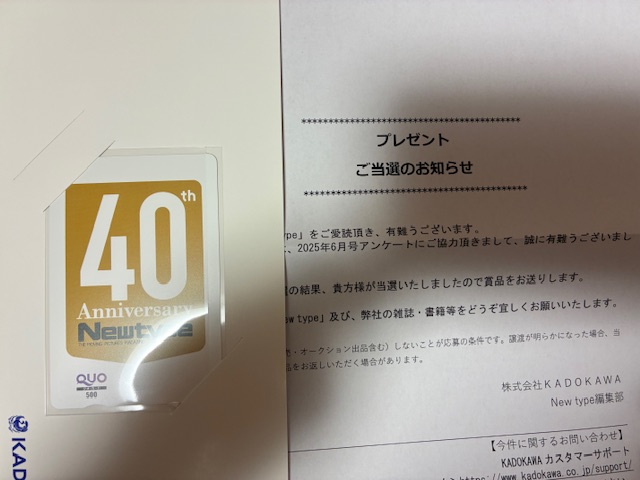 40th
Anniversary
Newtype
QUO
500
KAD
****************************************
プレゼント
ご当選のお知らせ
****************************************
type」をご愛読頂き、有難うございます。
、2025年6月号アンケートにご協力頂きまして、誠に有難うございまし
の結果、貴方様が当選いたしましたので賞品をお送りします。
ew type」及び、弊社の雑誌・書籍等をどうぞ宜しくお願いいたします。
・オークション出品含む）しないことが応募の条件です。譲渡が明らかになった場合、当
品をお返しいただく場合があります。
株式会社ＫＡＤＯＫＡＷＡ
New type編集部
【今件に関するお問い合わせ】
KADOKAWA カスタマーサポート
https://www.kadokawa.co.jp/support/